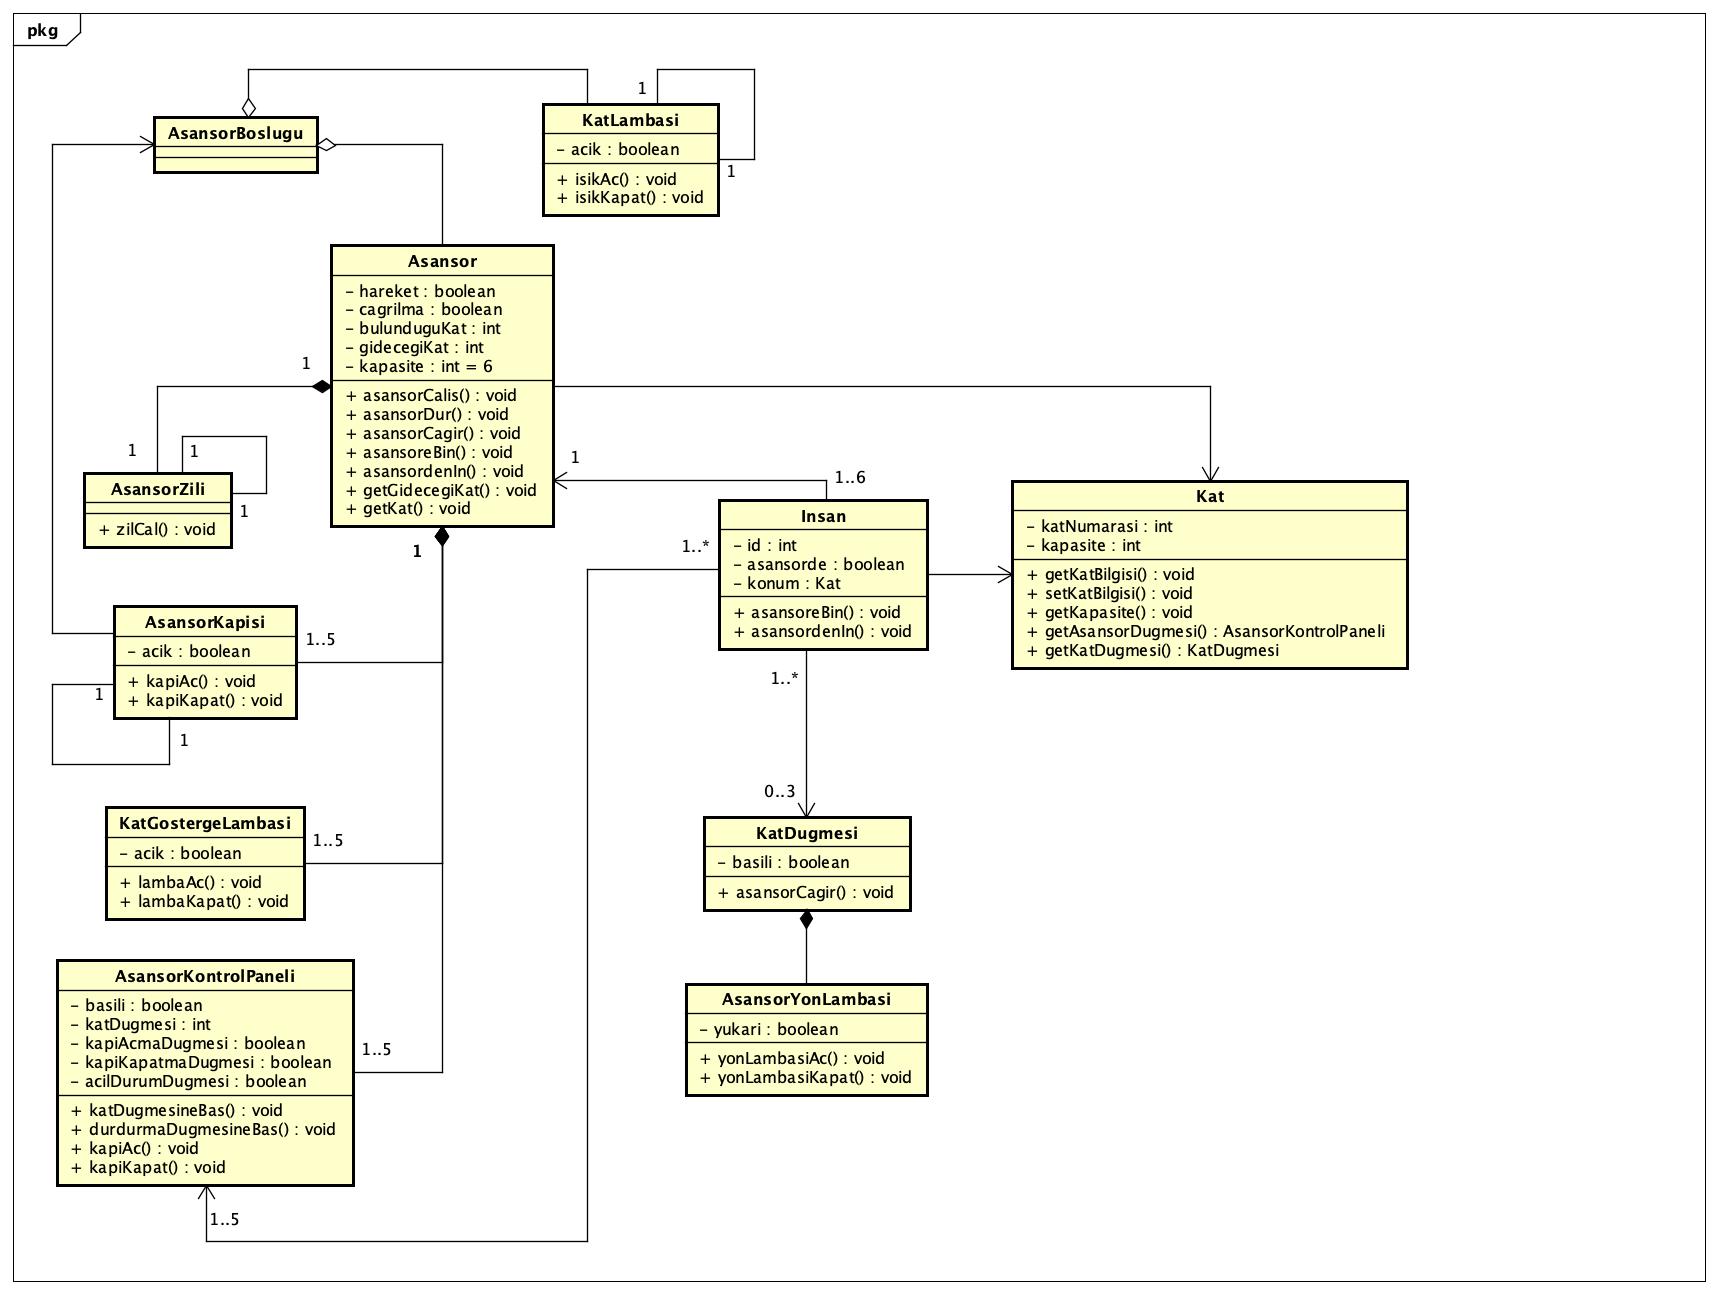 pkg
AsansorBoslugu
KatLambasi
- acik : boolean
+ isikAc() : void
+ isikKapat() : void
1
1
Asansor
- hareket : boolean
- cagrilma : boolean
- bulunduguKat : int
- gidecegiKat : int
- kapasite : int = 6
+ asansorCalis() : void
+ asansorDur() : void
+ asansorCagir() : void
+ asansoreBin() : void
+ asansordenIn() : void
+ getGidecegiKat() : void
+ getKat() : void
1
1
1
1
AsansorZili
+ zilCal() : void
1
1
1..6
Insan
- id : int
- asansorde : boolean
- konum : Kat
+ asansoreBin() : void
+ asansordenIn() : void
1..*
Kat
- katNumarasi : int
- kapasite : int
+ getKatBilgisi() : void
+ setKatBilgisi() : void
+ getKapasite() : void
+ getAsansorDugmesi() : AsansorKontrolPaneli
+ getKatDugmesi() : KatDugmesi
AsansorKapisi
- acik : boolean
+ kapiAc() : void
+ kapiKapat() : void
1..5
1
1
1..*
0..3
KatGostergeLambasi
- acik : boolean
+ lambaAc() : void
+ lambaKapat() : void
1..5
KatDugmesi
- basili : boolean
+ asansorCagir() : void
AsansorKontrolPaneli
- basili : boolean
- katDugmesi : int
- kapiAcmaDugmesi : boolean
- kapiKapatmaDugmesi : boolean
- acilDurumDugmesi : boolean
+ katDugmesineBas() : void
+ durdurmaDugmesineBas() : void
+ kapiAc() : void
+ kapiKapat() : void
1..5
1..5
AsansorYonLambasi
- yukari : boolean
+ yonLambasiAc() : void
+ yonLambasiKapat() : void